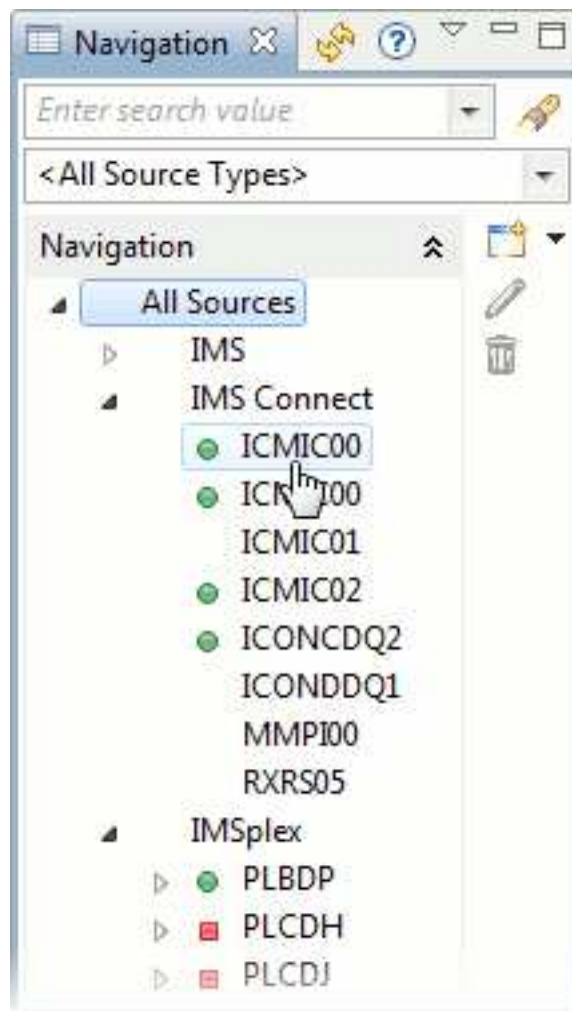 Navigation
Enter search value
<All Source Types>
Navigation
All Sources
IMS
IMS Connect
ICMIC00
ICMIC01
ICMIC02
ICONCDQ2
ICONDDQ1
MMPI00
RXRS05
IMSplex
PLBDP
PLCDH
PLCDJ